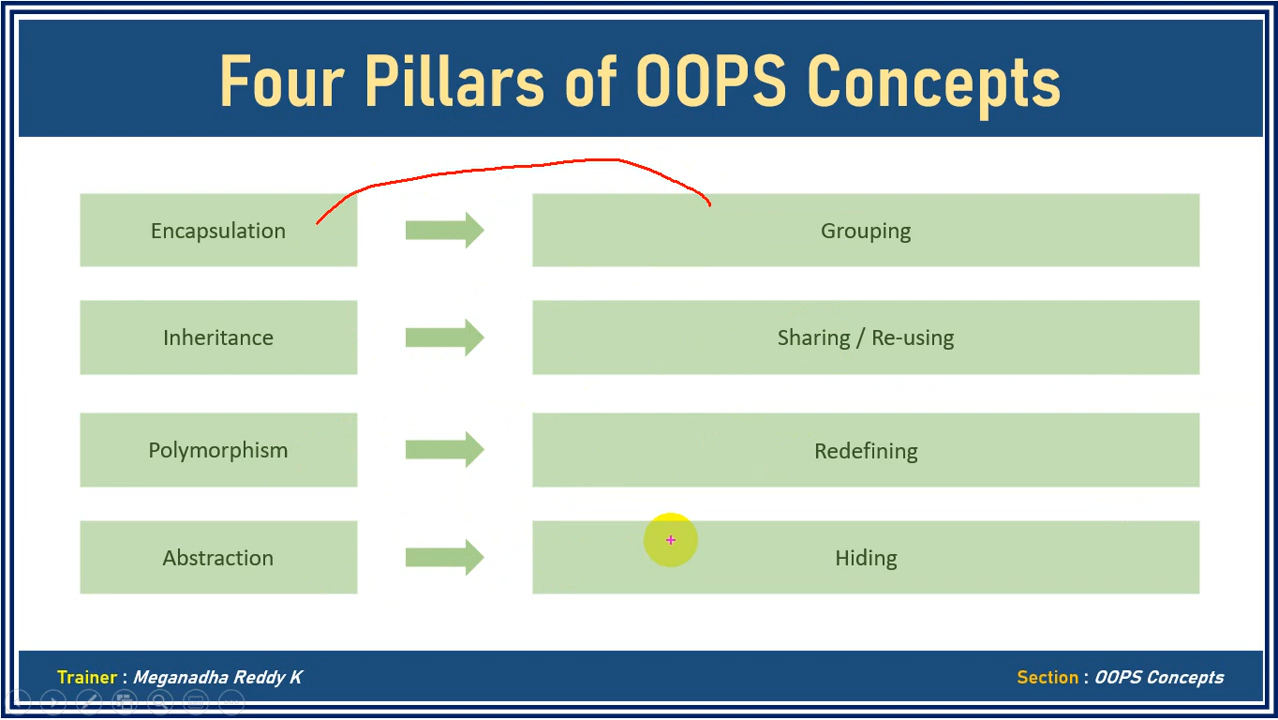 Four Pillars of OOPS Concepts
Encapsulation
Grouping
Inheritance
Sharing / Re-using
Polymorphism
Redefining
Abstraction
Hiding
Trainer : Meganadha Reddy K
Section : OOPS Concepts